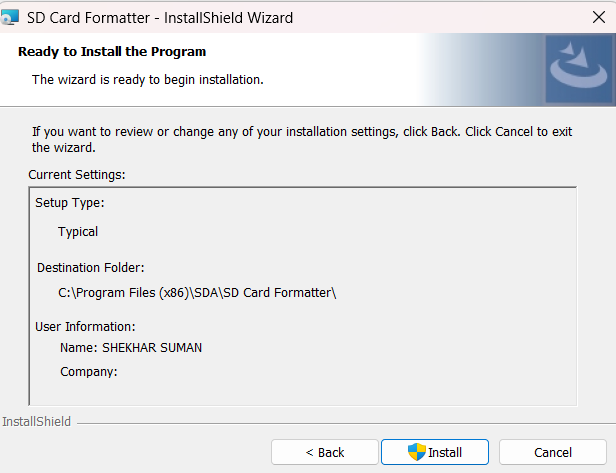 SD Card Formatter - InstallShield Wizard
Ready to Install the Program
The wizard is ready to begin installation.
If you want to review or change any of your installation settings, click Back. Click Cancel to exit
the wizard.
Current Settings:
Setup Type:
Typical
Destination Folder:
C:\Program Files (x86)\SDA\SD Card Formatter\
User Information:
Name: SHEKHAR SUMAN
Company:
InstallShield
< Back
Install
Cancel